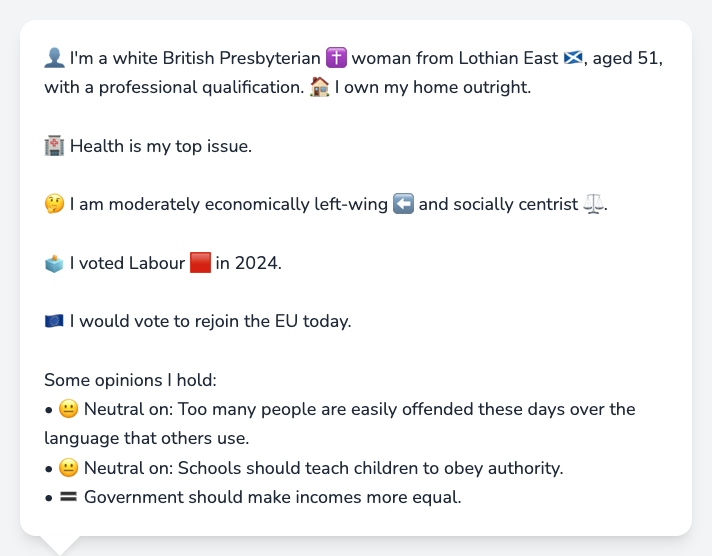 👤 I'm a white British Presbyterian ✝️ woman from Lothian East 🏴󠁧󠁢󠁳󠁣󠁴󠁿, aged 51,
with a professional qualification. 🏠 I own my home outright.
🏥 Health is my top issue.
🤔 I am moderately economically left-wing ⬅️ and socially centrist ⚖️.
🗳️ I voted Labour 🟥 in 2024.
🇪🇺 I would vote to rejoin the EU today.
Some opinions I hold:
• 😐 Neutral on: Too many people are easily offended these days over the
language that others use.
• 😐 Neutral on: Schools should teach children to obey authority.
• 🟰 Government should make incomes more equal.